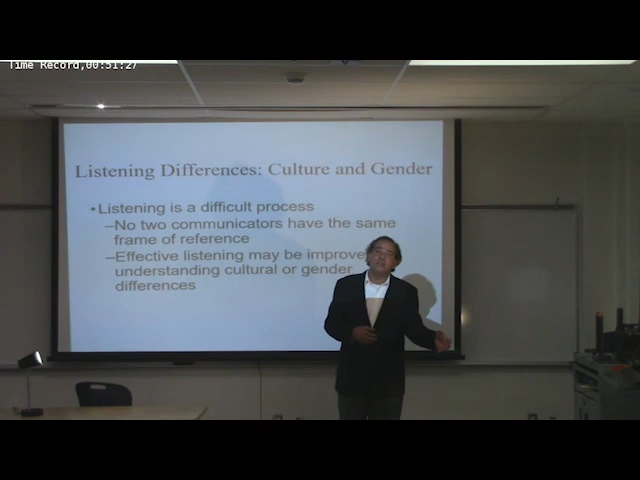 Time Record,00:51:27
Listening Differences: Culture and Gender
•Listening is a difficult process
–No two communicators have the same
frame of reference
–Effective listening may be improve
understanding cultural or gender
differences